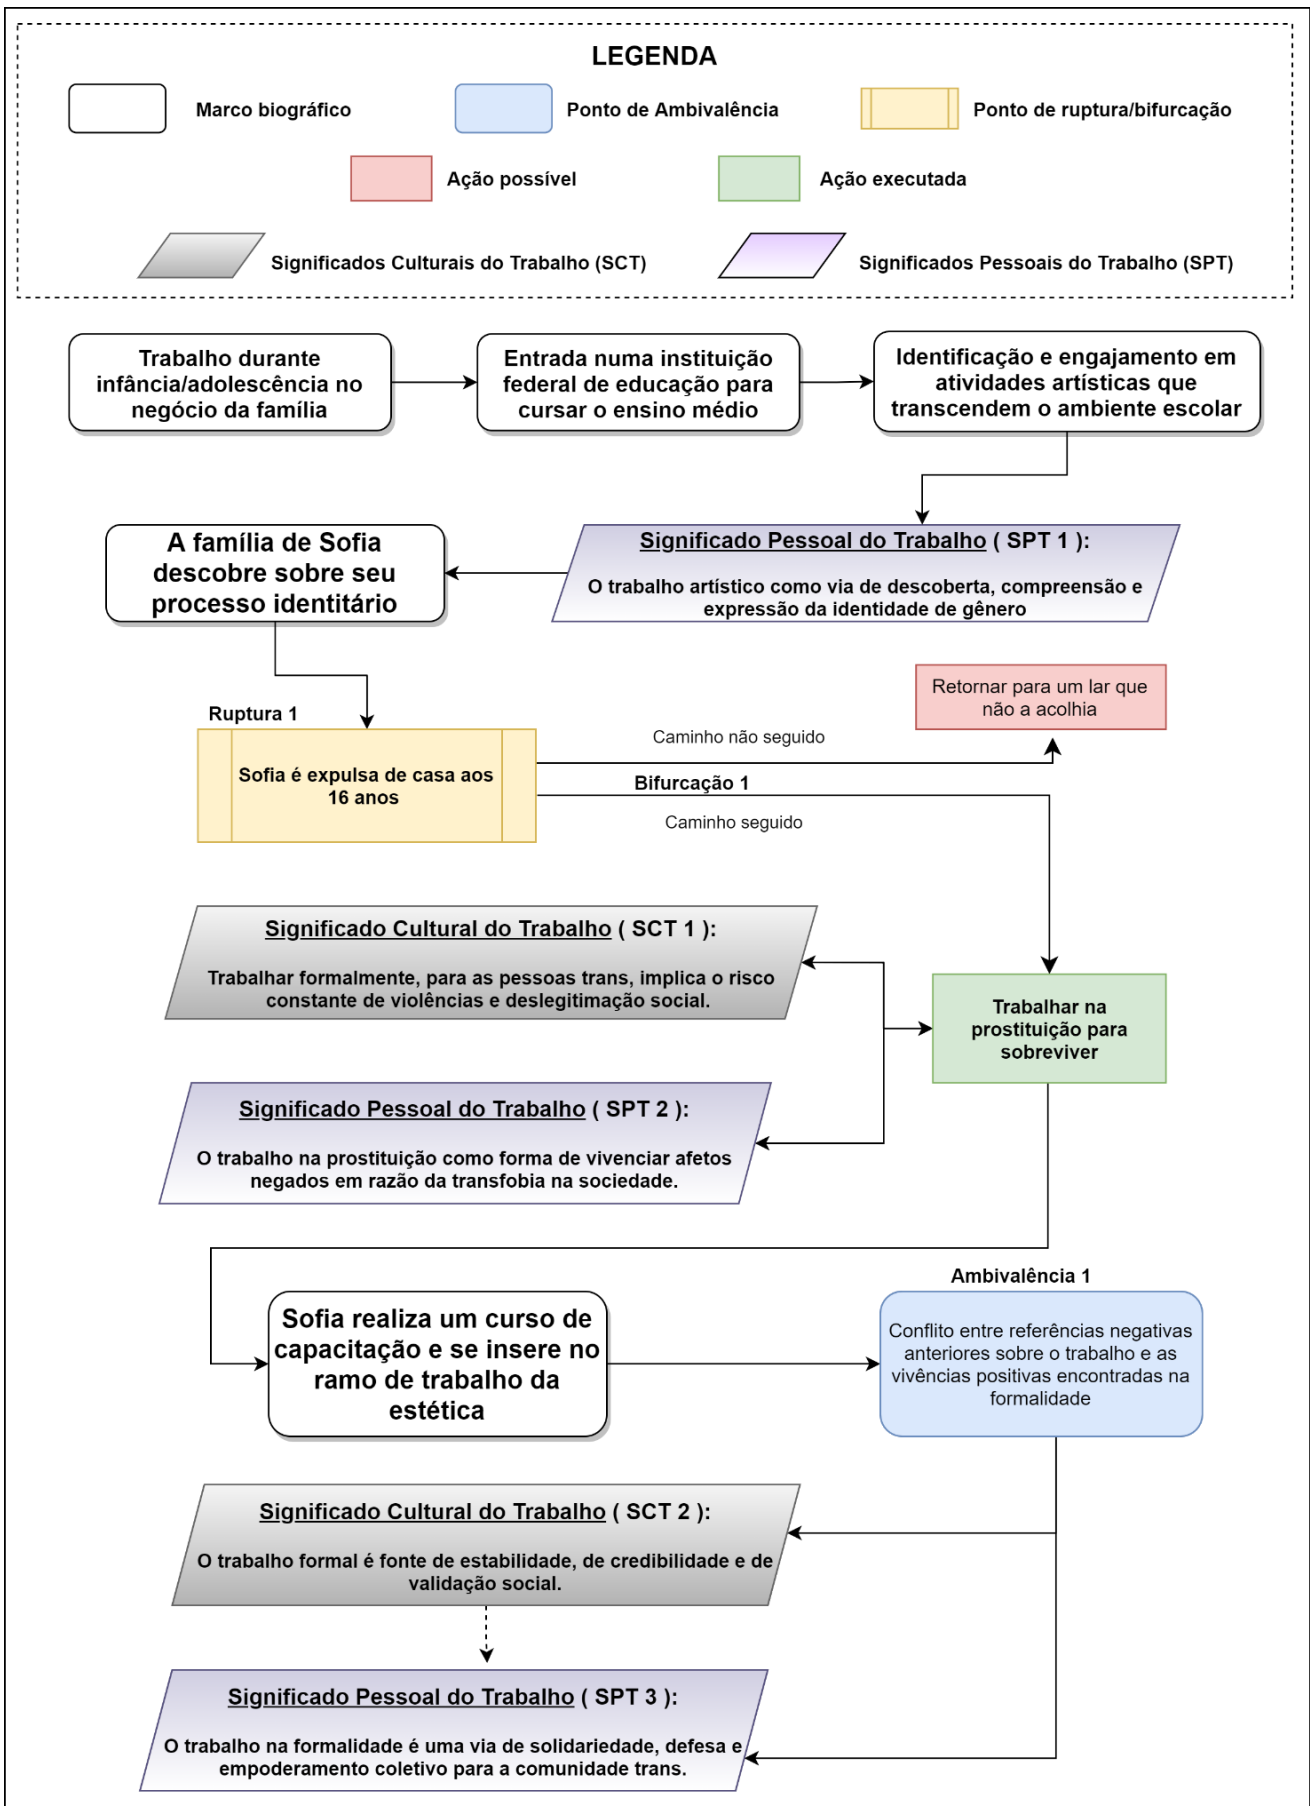 LEGENDA
Marco biográfico
Ponto de Ambivalência
Ponto de ruptura/bifurcação
Ação possível
Ação executada
Significados Culturais do Trabalho (SCT)
Significados Pessoais do Trabalho (SPT)
Trabalho durante
infância/adolescência no
negócio da família
Entrada numa instituição
federal de educação para
cursar o ensino médio
Identificação e engajamento em
atividades artísticas que
transcendem o ambiente escolar
Significado Pessoal do Trabalho ( SPT 1 ):
O trabalho artístico como via de descoberta, compreensão e
expressão da identidade de gênero
A família de Sofia
descobre sobre seu
processo identitário
Ruptura 1
Sofia é expulsa de casa aos
16 anos
Caminho não seguido
Bifurcação 1
Caminho seguido
Retornar para um lar que
não a acolhia
Significado Cultural do Trabalho ( SCT 1 ):
Trabalhar formalmente, para as pessoas trans, implica o risco
constante de violências e deslegitimação social.
Trabalhar na
prostituição para
sobreviver
Significado Pessoal do Trabalho ( SPT 2 ):
O trabalho na prostituição como forma de vivenciar afetos
negados em razão da transfobia na sociedade.
Sofia realiza um curso de
capacitação e se insere no
ramo de trabalho da
estética
Ambivalência 1
Conflito entre referências negativas
anteriores sobre o trabalho e as
vivências positivas encontradas na
formalidade
Significado Cultural do Trabalho ( SCT 2 ):
O trabalho formal é fonte de estabilidade, de credibilidade e de
validação social.
Significado Pessoal do Trabalho ( SPT 3 ):
O trabalho na formalidade é uma via de solidariedade, defesa e
empoderamento coletivo para a comunidade trans.